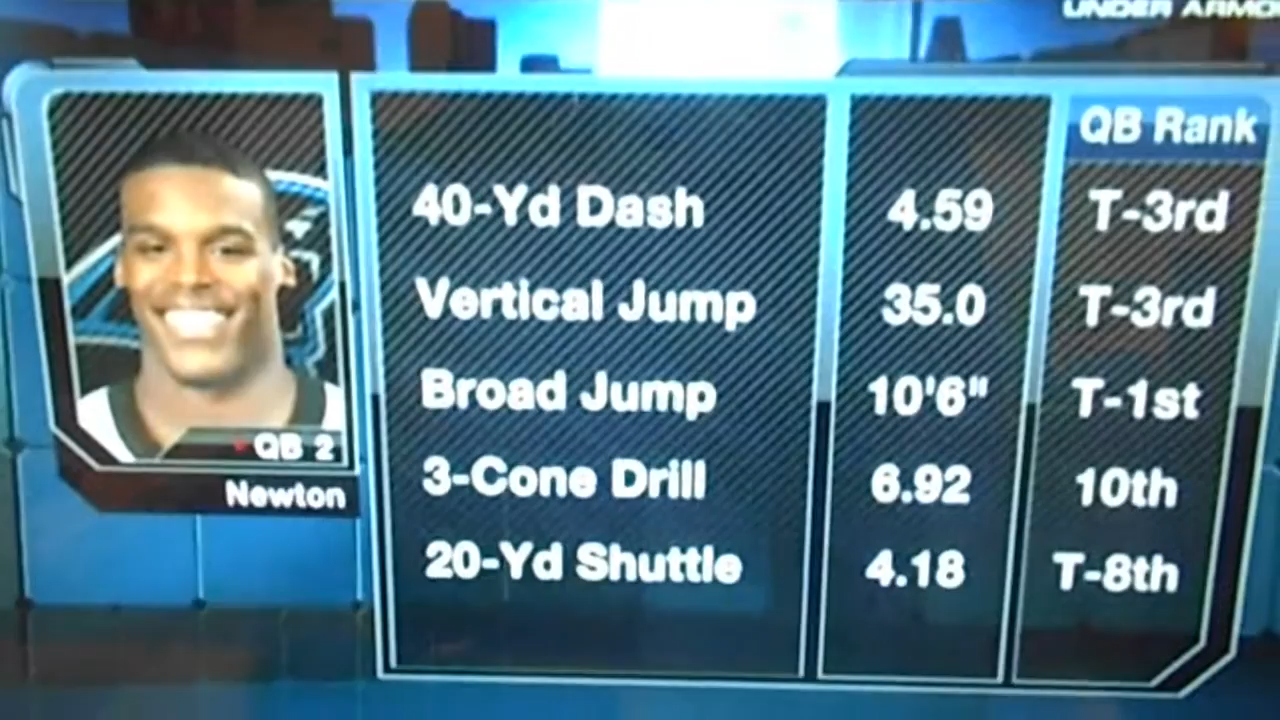 UNDER ARMO
QB Rank
40-Yd Dash 4.59 T-3rd
Vertical Jump 35.0 T-3rd
Broad Jump 10'6" T-1st
3-Cone Drill 6.92 10th
20-Yd Shuttle 4.18 T-8th
QB 2
Newton